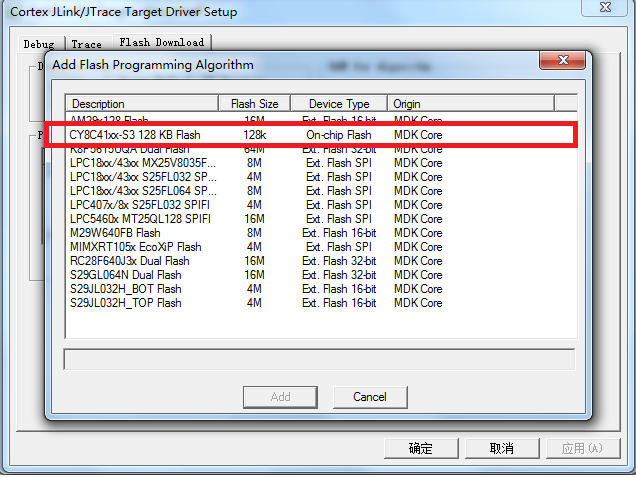 Cortex JLink/JTrace Target Driver Setup
Debug Trace Flash Download
Add Flash Programming Algorithm
Description Flash Size Device Type Origin
AM29x128 Flash 16M Ext. Flash 16-bit MDK Core
CY8C41xx-S3 128 KB Flash 128k On-chip Flash MDK Core
K8P5615UQA Dual Flash 64M Ext. Flash 32-bit MDK Core
LPC18xx/43xx MX25V8035F... 8M Ext. Flash SPI MDK Core
LPC18xx/43xx S25FL032 SP... 4M Ext. Flash SPI MDK Core
LPC18xx/43xx S25FL064 SP... 8M Ext. Flash SPI MDK Core
LPC407x/8x S25FL032 SPIFI 4M Ext. Flash SPI MDK Core
LPC5460x MT25QL128 SPIFI 16M Ext. Flash SPI MDK Core
M29W640FB Flash 8M Ext. Flash 16-bit MDK Core
MIMXRT105x EcoXiP Flash 4M Ext. Flash SPI MDK Core
RC28F640J3x Dual Flash 16M Ext. Flash 32-bit MDK Core
S29GL064N Dual Flash 16M Ext. Flash 32-bit MDK Core
S29JL032H_BOT Flash 4M Ext. Flash 16-bit MDK Core
S29JL032H_TOP Flash 4M Ext. Flash 16-bit MDK Core
Add Cancel
确定 取消 应用(A)